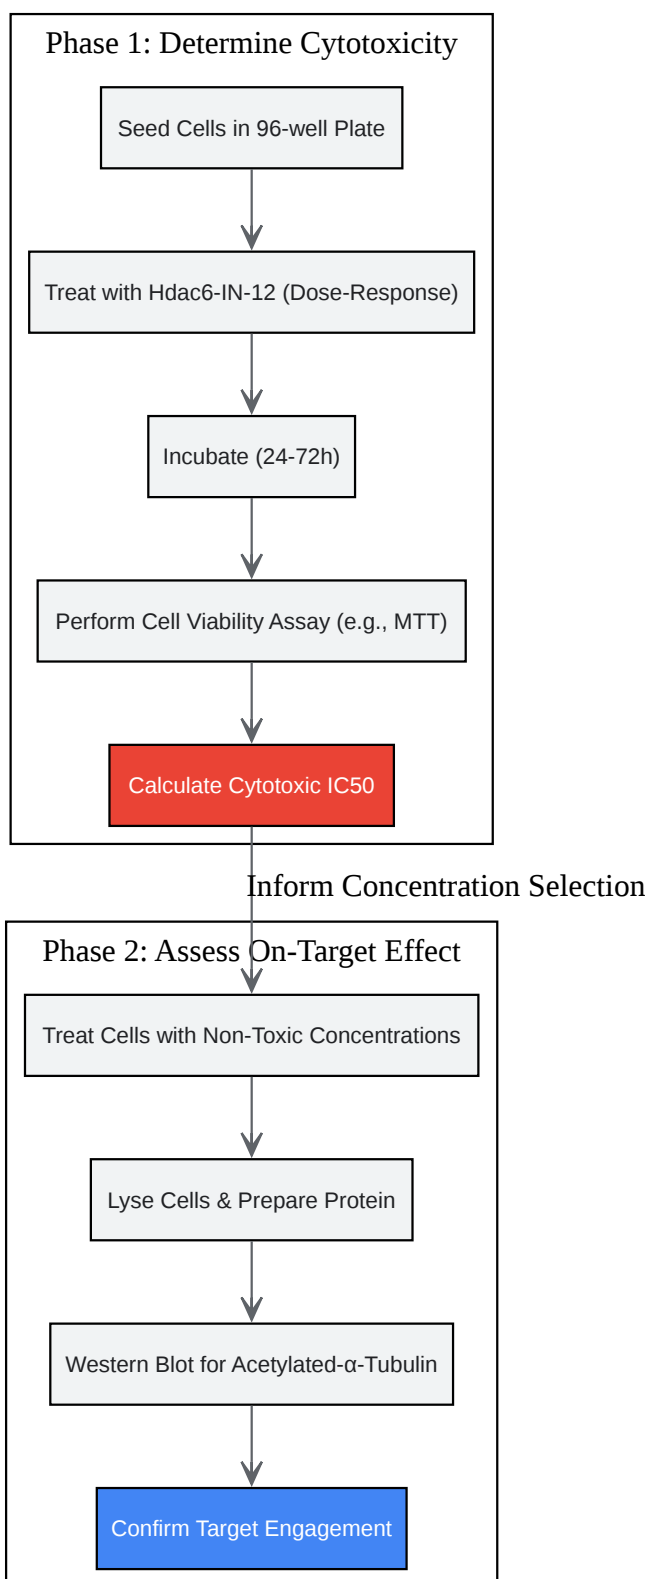 Phase 1: Determine Cytotoxicity
Seed Cells in 96-well Plate
Treat with Hdac6-IN-12 (Dose-Response)
Incubate (24-72h)
Perform Cell Viability Assay (e.g., MTT)
Calculate Cytotoxic IC50
Inform Concentration Selection
Phase 2: Assess On-Target Effect
Treat Cells with Non-Toxic Concentrations
Lyse Cells & Prepare Protein
Western Blot for Acetylated-α-Tubulin
Confirm Target Engagement